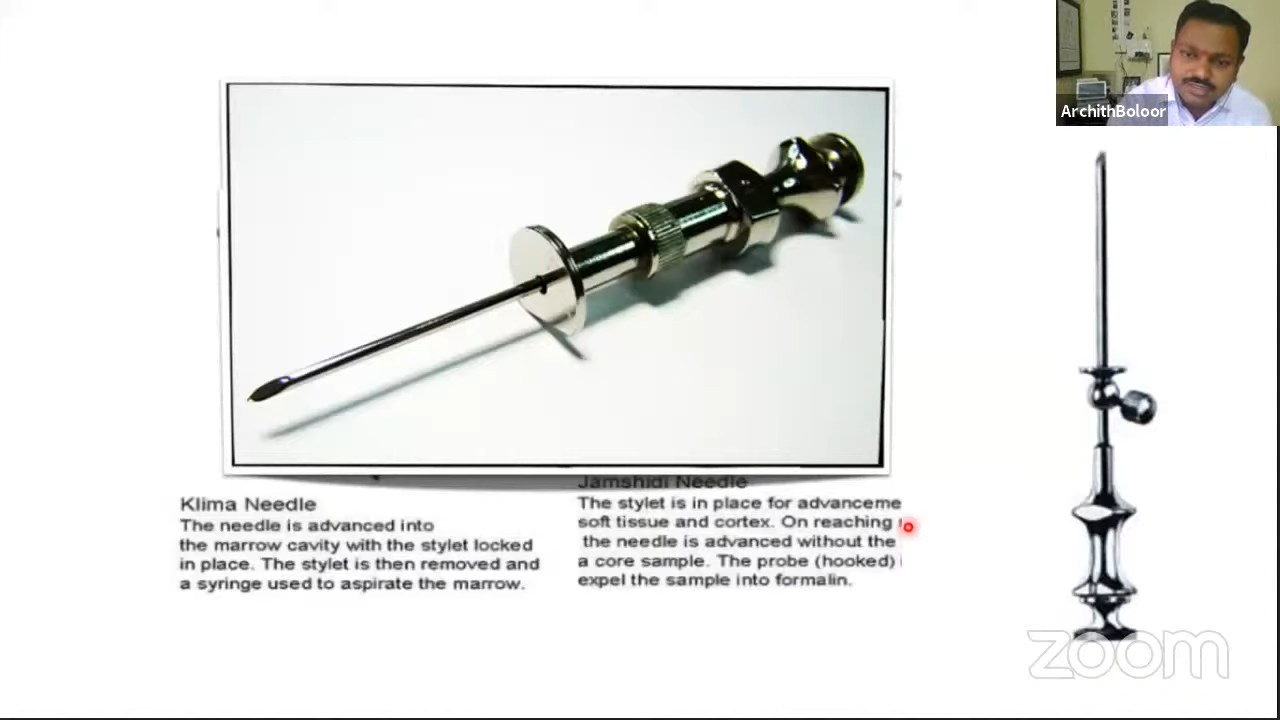 ArchithBoloor
Klima Needle
The needle is advanced into
the marrow cavity with the stylet locked
in place. The stylet is then removed and
a syringe used to aspirate the marrow.
Jamshidi Needle
The stylet is in place for advanceme
soft tissue and cortex. On reaching
the needle is advanced without the
a core sample. The probe (hooked)
expel the sample into formalin.
zoom